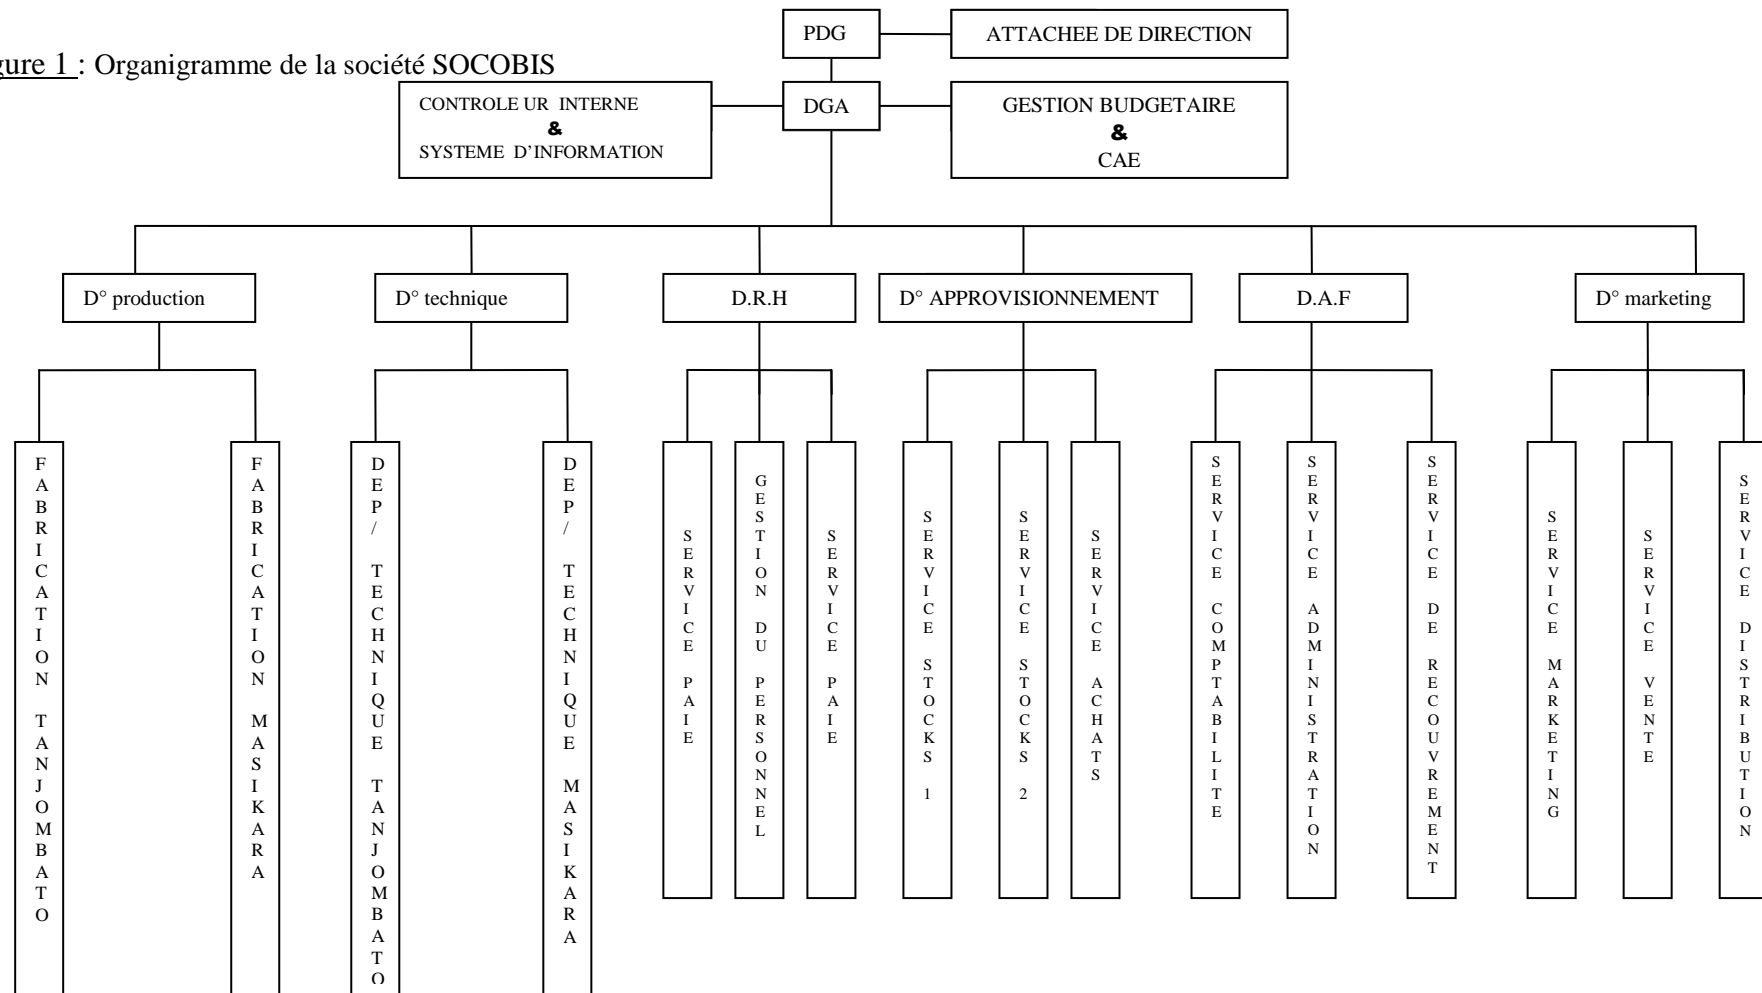 PDG
ATTACHEE DE DIRECTION
gure 1 : Organigramme de la société SOCOBIS
CONTROLE UR INTERNE
&
SYSTEME D'INFORMATION
DGA
GESTION BUDGETAIRE
&
CAE
D° production
D° technique
D.R.H
D° APPROVISIONNEMENT
D.A.F
D° marketing
FABRICATION TANJOMBATO
FABRICATION MASIKARA
DEP/ TECHNIQUE TANJOMBATO
DEP/ TECHNIQUE MASIKARA
SERVICE PAIE
GESTION DU PERSONNEL
SERVICE PAIE
SERVICE STOCKS 1
SERVICE STOCKS 2
SERVICE ACHATS
SERVICE COMPTABILITE
SERVICE ADMINISTRATION
SERVICE DE RECOUVREMENT
SERVICE MARKETING
SERVICE VENTE
SERVICE DISTRIBUTION